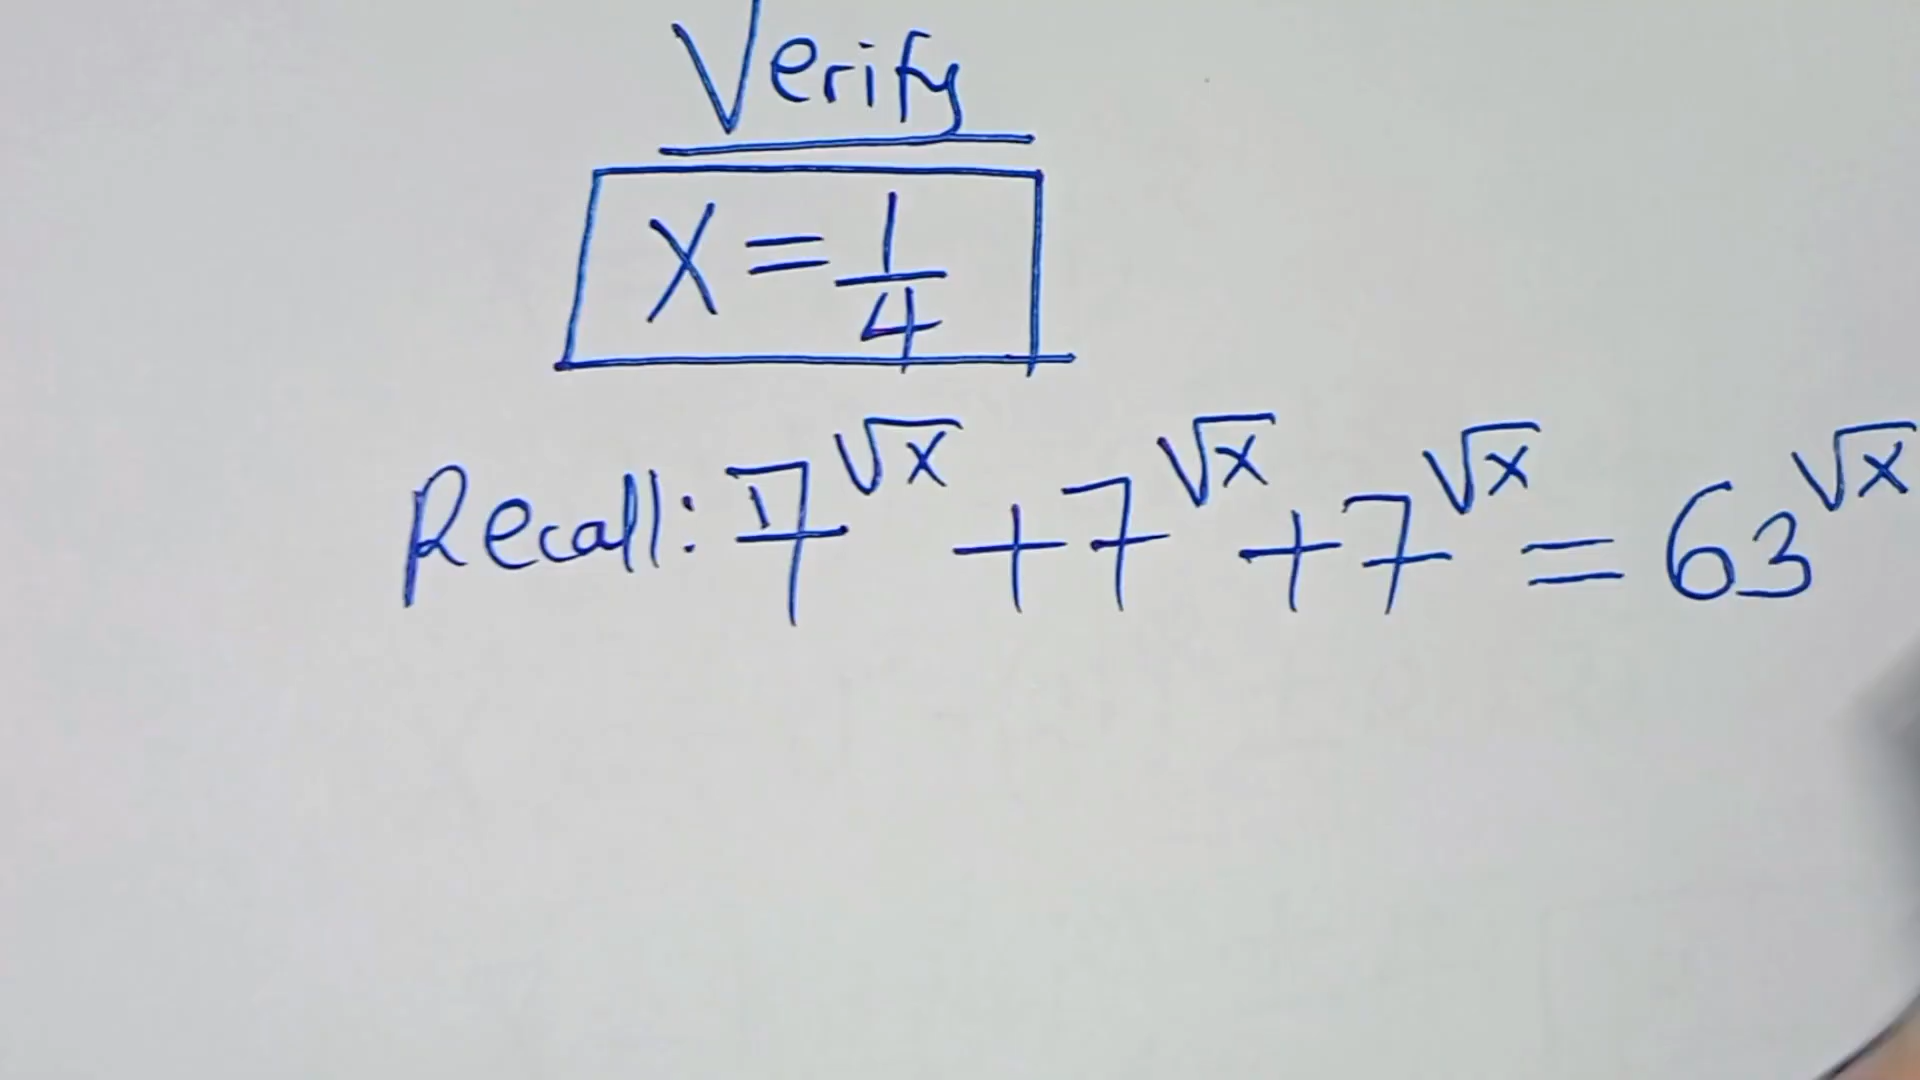 Verify
X = 1/4
Recall: 7^√x + 7^√x + 7^√x = 63^√x